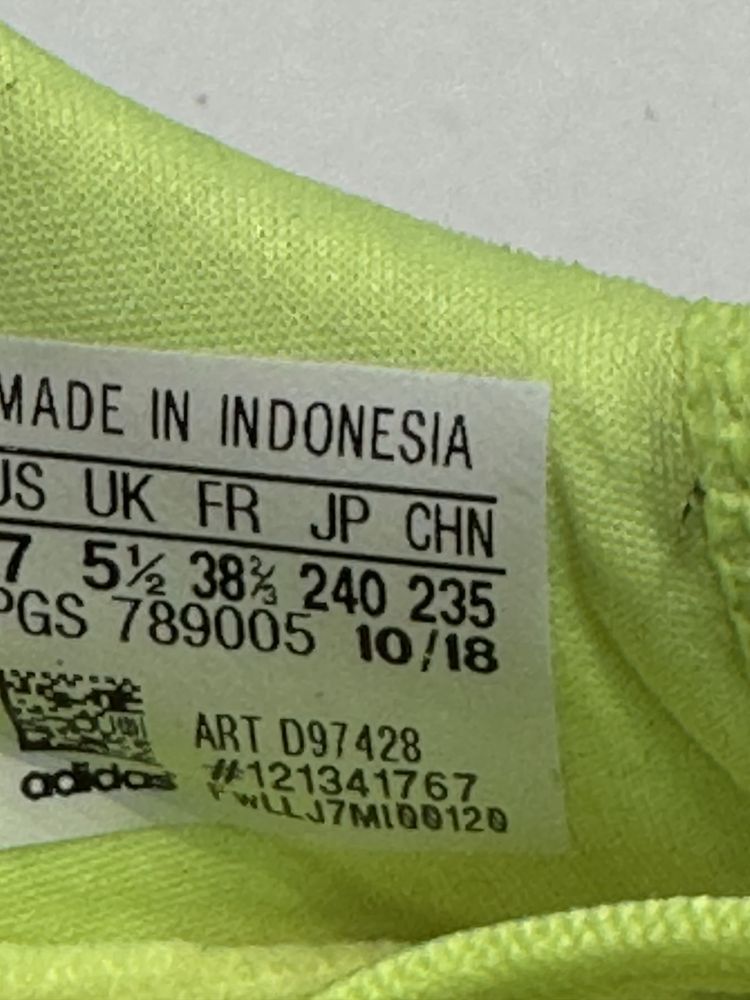 MADE IN INDONESIA
US UK FR JP CHN
7 5½ 38⅔ 240 235
PGS 789005 10/18
ART D97428
adidas #121341767